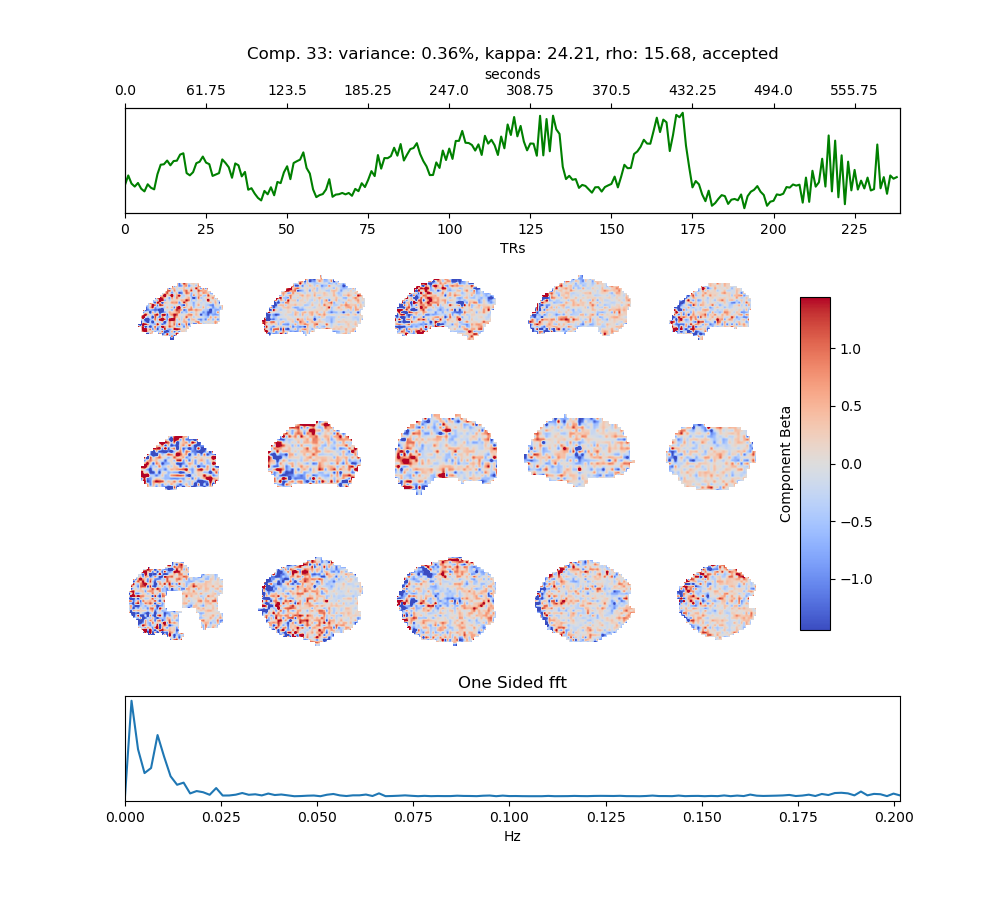 Comp. 33: variance: 0.36%, kappa: 24.21, rho: 15.68, accepted
seconds
0.0 61.75 123.5 185.25 247.0 308.75 370.5 432.25 494.0 555.75
0 25 50 75 100 125 150 175 200 225
TRs
1.0
0.5
0.0
−0.5
−1.0
Component Beta
One Sided fft
0.000 0.025 0.050 0.075 0.100 0.125 0.150 0.175 0.200
Hz